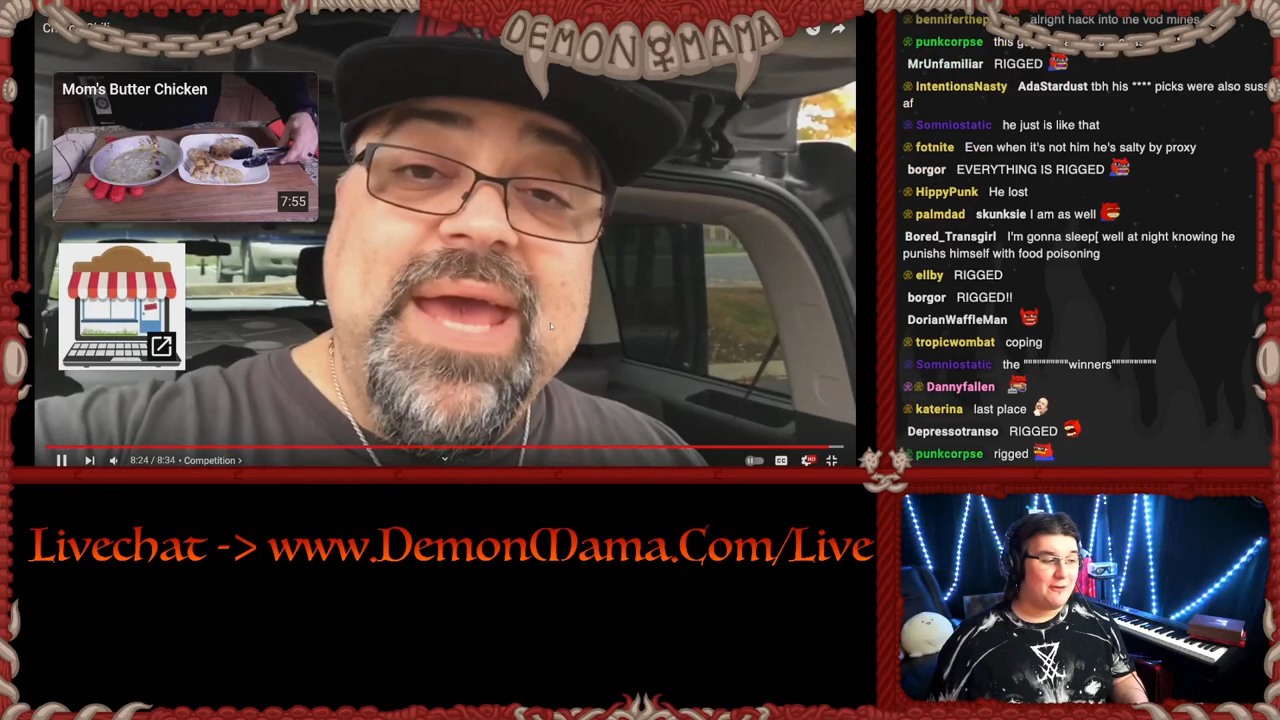 DEMON MAMA
Mom's Butter Chicken
7:55
8:24 / 8:34 • Competition ›
CC
HD
alright hack into the vod mines
punkcorpse this
MrUnfamiliar RIGGED
IntentionsNasty AdaStardust tbh his **** picks were also suss
af
Somniostatic he just is like that
fotnite Even when it's not him he's salty by proxy
borgor EVERYTHING IS RIGGED
HippyPunk He lost
palmdad skunksie I am as well
Bored_Transgirl I'm gonna sleep[ well at night knowing he
punishs himself with food poisoning
ellby RIGGED
borgor RIGGED!!
DorianWaffleMan
tropicwombat coping
Somniostatic the """"""""""winners""""""""""
Dannyfallen
katerina last place
Depressotranso RIGGED
punkcorpse rigged
Livechat -> www.DemonMama.Com/Live